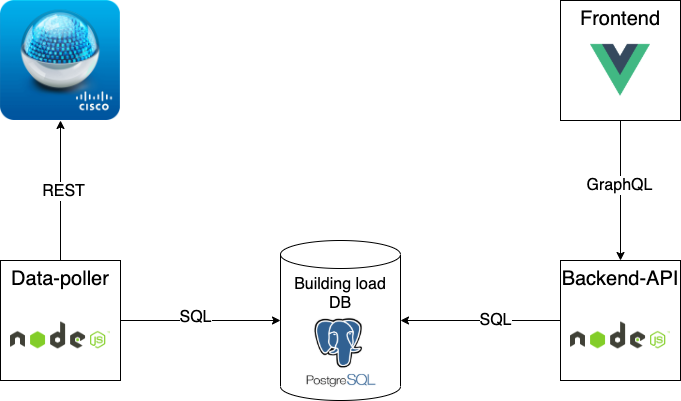 CISCO
Frontend
REST
GraphQL
Data-poller
node
JS
SQL
Building load
DB
PostgreSQL
SQL
Backend-API
node
JS